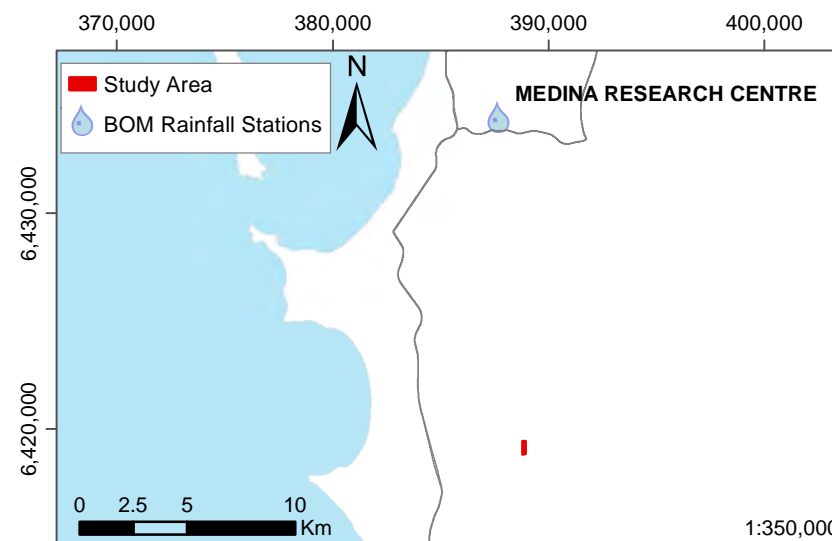 370,000 380,000 390,000 400,000
Study Area
BOM Rainfall Stations
N
MEDINA RESEARCH CENTRE
6,430,000
6,420,000
0 2.5 5 10
Km
1:350,000